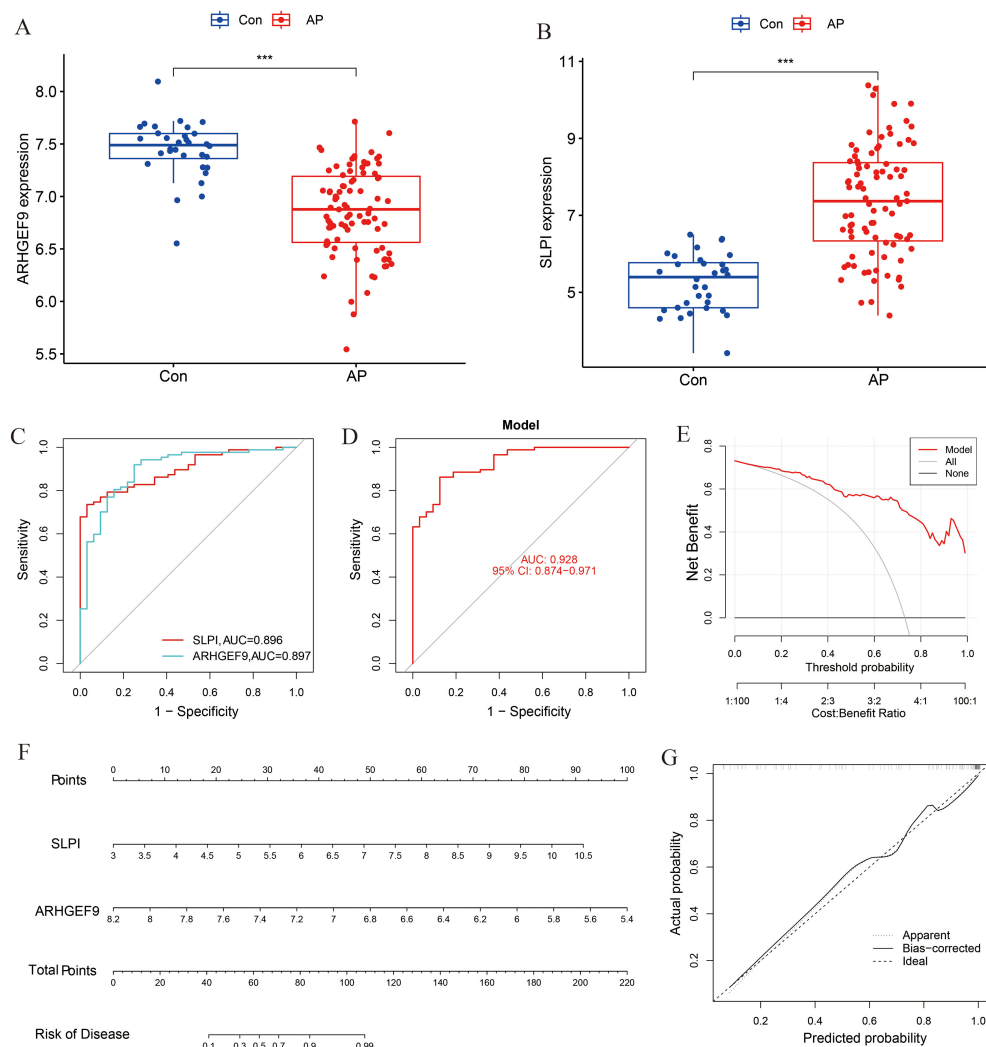 A
Con AP
***
ARHGEF9 expression
8.0
7.5
7.0
6.5
6.0
5.5
Con AP
B
Con AP
***
SLPI expression
11
9
7
5
Con AP
C
Sensitivity
1.0
0.8
0.6
0.4
0.2
0.0
SLPI,AUC=0.896
ARHGEF9,AUC=0.897
0.0 0.2 0.4 0.6 0.8 1.0
1 − Specificity
D
Model
Sensitivity
1.0
0.8
0.6
0.4
0.2
0.0
AUC: 0.928
95% CI: 0.874−0.971
0.0 0.2 0.4 0.6 0.8 1.0
1 − Specificity
E
Net Benefit
0.8
0.6
0.4
0.2
0.0
Model
All
None
0.0 0.2 0.4 0.6 0.8 1.0
Threshold probability
1:100 1:4 2:3 3:2 4:1 100:1
Cost:Benefit Ratio
F
Points
0 10 20 30 40 50 60 70 80 90 100
SLPI
3 3.5 4 4.5 5 5.5 6 6.5 7 7.5 8 8.5 9 9.5 10 10.5
ARHGEF9
8.2 8 7.8 7.6 7.4 7.2 7 6.8 6.6 6.4 6.2 6 5.8 5.6 5.4
Total Points
0 20 40 60 80 100 120 140 160 180 200 220
Risk of Disease
0.1 0.3 0.5 0.7 0.9 0.99
G
Actual probability
1.0
0.8
0.6
0.4
0.2
Apparent
Bias−corrected
Ideal
0.2 0.4 0.6 0.8 1.0
Predicted probability